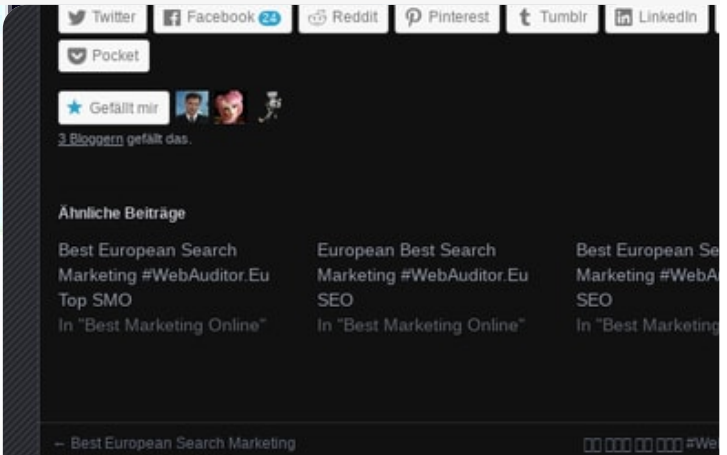 Twitter Facebook 24 Reddit Pinterest Tumblr LinkedIn
Pocket
Gefällt mir
3 Bloggern gefällt das.
Ähnliche Beiträge
Best European Search Marketing #WebAuditor.Eu Top SMO
In "Best Marketing Online"
European Best Search Marketing #WebAuditor.Eu SEO
In "Best Marketing Online"
Best European Se
Marketing #WebA
SEO
In "Best Marketing
← Best European Search Marketing
#We